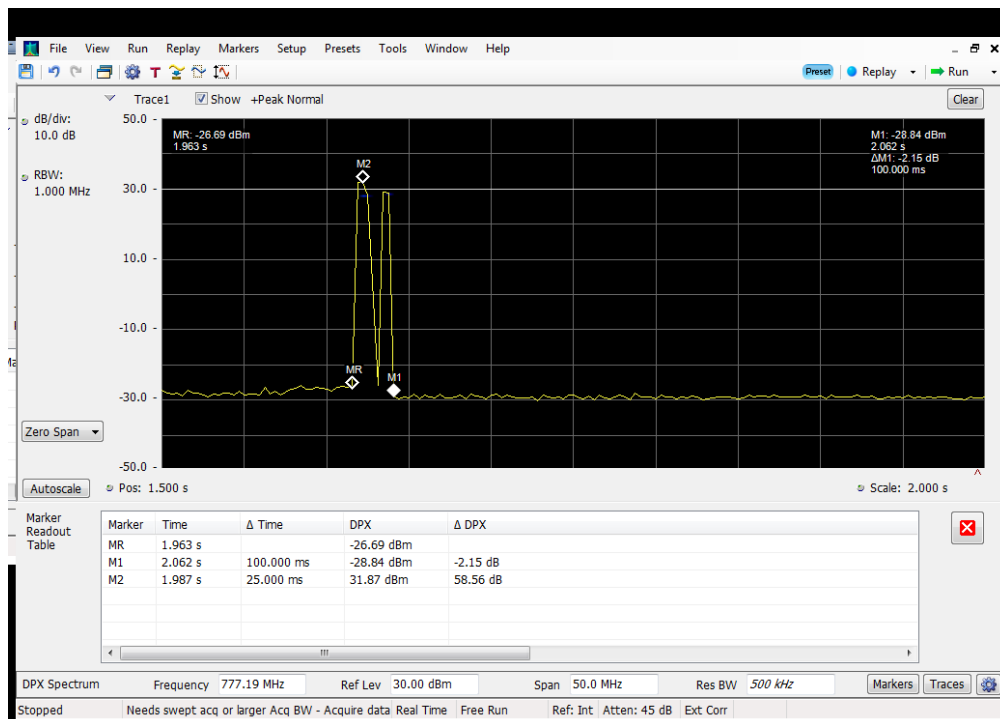 File View Run Replay Markers Setup Presets Tools Window Help
T Preset Replay Run
Trace1 Show +Peak Normal Clear
dB/div:
10.0 dB
RBW:
1.000 MHz
50.0
30.0
10.0
-10.0
-30.0
-50.0
MR: -26.69 dBm
1.963 s
M1: -28.84 dBm
2.062 s
ΔM1: -2.15 dB
100.000 ms
M2
MR
M1
Zero Span
Autoscale Pos: 1.500 s Scale: 2.000 s
Marker
Readout
Table
Marker Time Δ Time DPX Δ DPX
MR 1.963 s -26.69 dBm
M1 2.062 s 100.000 ms -28.84 dBm -2.15 dB
M2 1.987 s 25.000 ms 31.87 dBm 58.56 dB
DPX Spectrum Frequency 777.19 MHz Ref Lev 30.00 dBm Span 50.0 MHz Res BW 500 kHz Markers Traces
Stopped Needs swept acq or larger Acq BW - Acquire data Real Time Free Run Ref: Int Atten: 45 dB Ext Corr